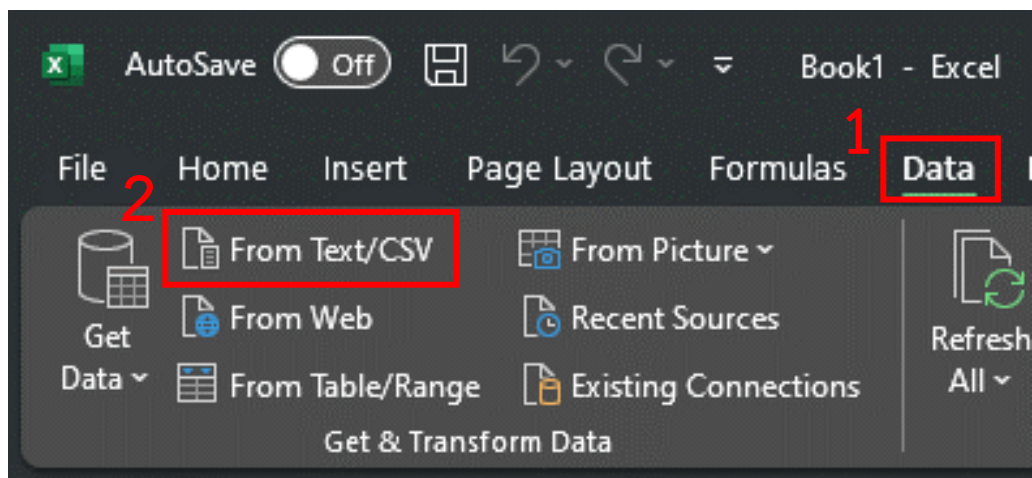 AutoSave Off Book1 - Excel
1
File Home Insert Page Layout Formulas Data
2
From Text/CSV From Picture
Get Data From Web Recent Sources Refresh All
From Table/Range Existing Connections
Get & Transform Data